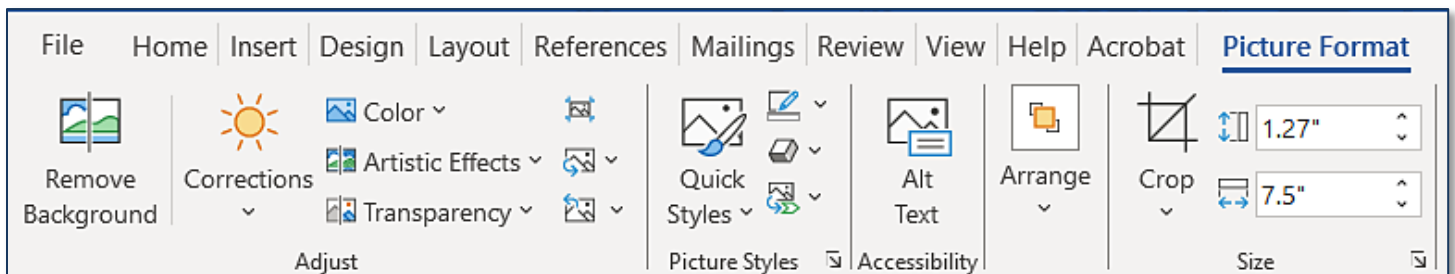 File Home Insert Design Layout References Mailings Review View Help Acrobat Picture Format
Remove
Background
Corrections
Color
Artistic Effects
Transparency
Adjust
Quick
Styles
Picture Styles
Alt
Text
Accessibility
Arrange
Crop
1.27"
7.5"
Size